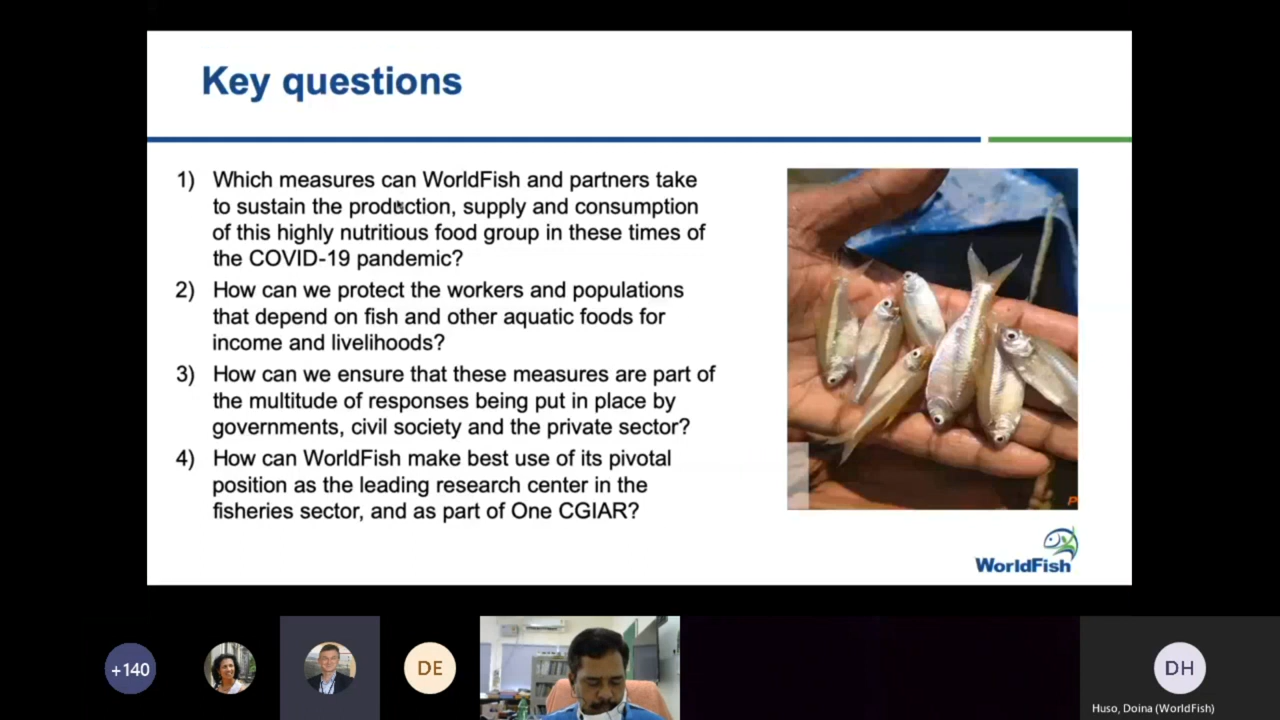 Key questions
1) Which measures can WorldFish and partners take
to sustain the production, supply and consumption
of this highly nutritious food group in these times of
the COVID-19 pandemic?
2) How can we protect the workers and populations
that depend on fish and other aquatic foods for
income and livelihoods?
3) How can we ensure that these measures are part of
the multitude of responses being put in place by
governments, civil society and the private sector?
4) How can WorldFish make best use of its pivotal
position as the leading research center in the
fisheries sector, and as part of One CGIAR?
P
WorldFish
+140
DE
DH
Huso, Doina (WorldFish)